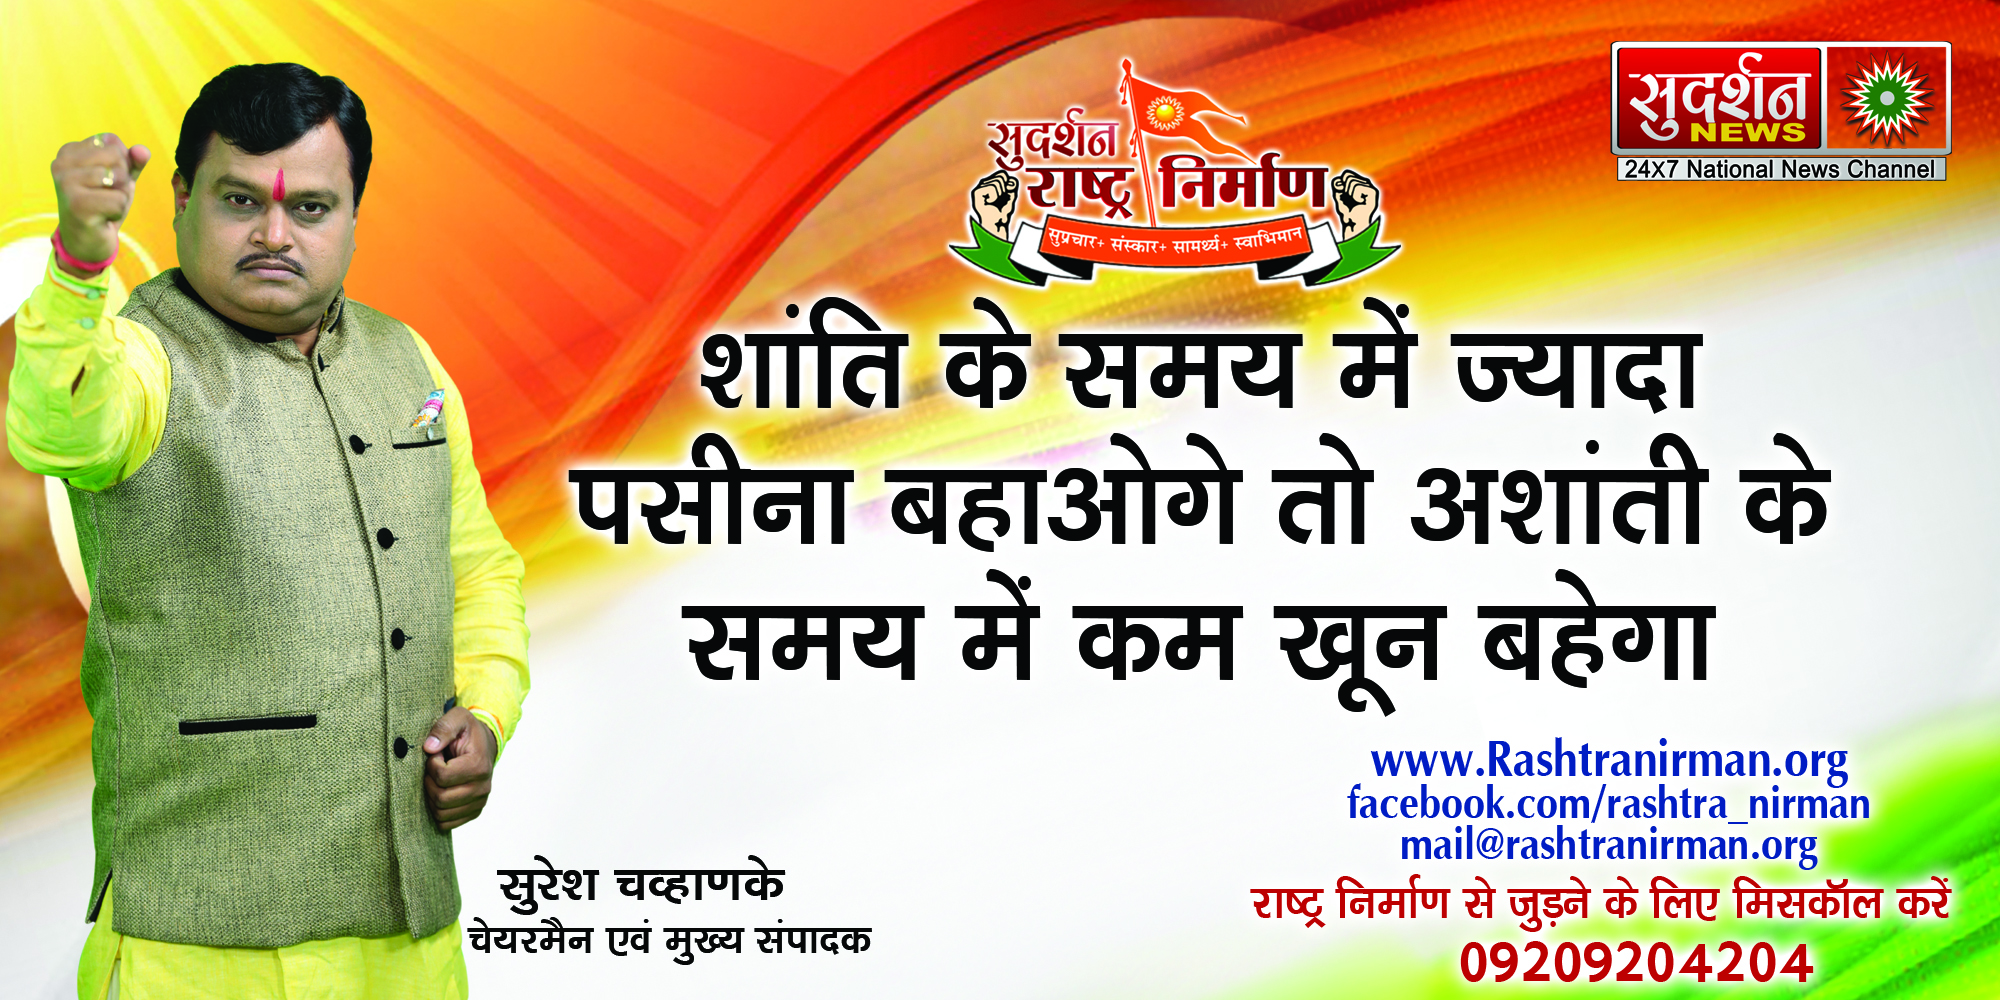 सुदर्शन
NEWS
24X7 National News Channel
सुदर्शन
राष्ट्र निर्माण
सुप्रचार+ संस्कार+ सामर्थ्य+ स्वाभिमान
शांति के समय में ज्यादा
पसीना बहाओगे तो अशांती के
समय में कम खून बहेगा
www.Rashtranirman.org
facebook.com/rashtra_nirman
mail@rashtranirman.org
राष्ट्र निर्माण से जुड़ने के लिए मिसकॉल करें
09209204204
सुरेश चव्हाणके
चेयरमैन एवं मुख्य संपादक